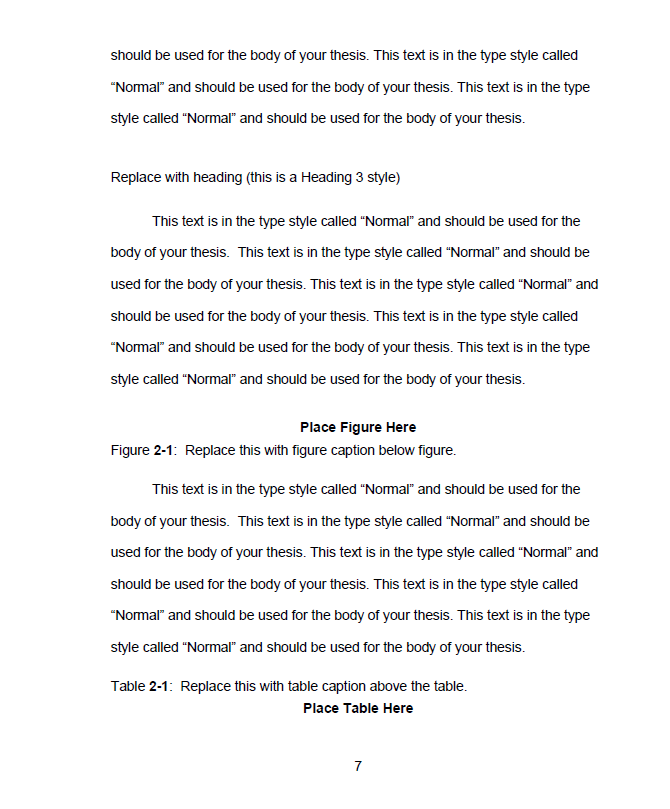 should be used for the body of your thesis. This text is in the type style called
“Normal” and should be used for the body of your thesis. This text is in the type
style called “Normal” and should be used for the body of your thesis.
Replace with heading (this is a Heading 3 style)
This text is in the type style called “Normal” and should be used for the
body of your thesis.  This text is in the type style called “Normal” and should be
used for the body of your thesis. This text is in the type style called “Normal” and
should be used for the body of your thesis. This text is in the type style called
“Normal” and should be used for the body of your thesis. This text is in the type
style called “Normal” and should be used for the body of your thesis.
Place Figure Here
Figure 2-1:  Replace this with figure caption below figure.
This text is in the type style called “Normal” and should be used for the
body of your thesis.  This text is in the type style called “Normal” and should be
used for the body of your thesis. This text is in the type style called “Normal” and
should be used for the body of your thesis. This text is in the type style called
“Normal” and should be used for the body of your thesis. This text is in the type
style called “Normal” and should be used for the body of your thesis.
Table 2-1:  Replace this with table caption above the table.
Place Table Here
7